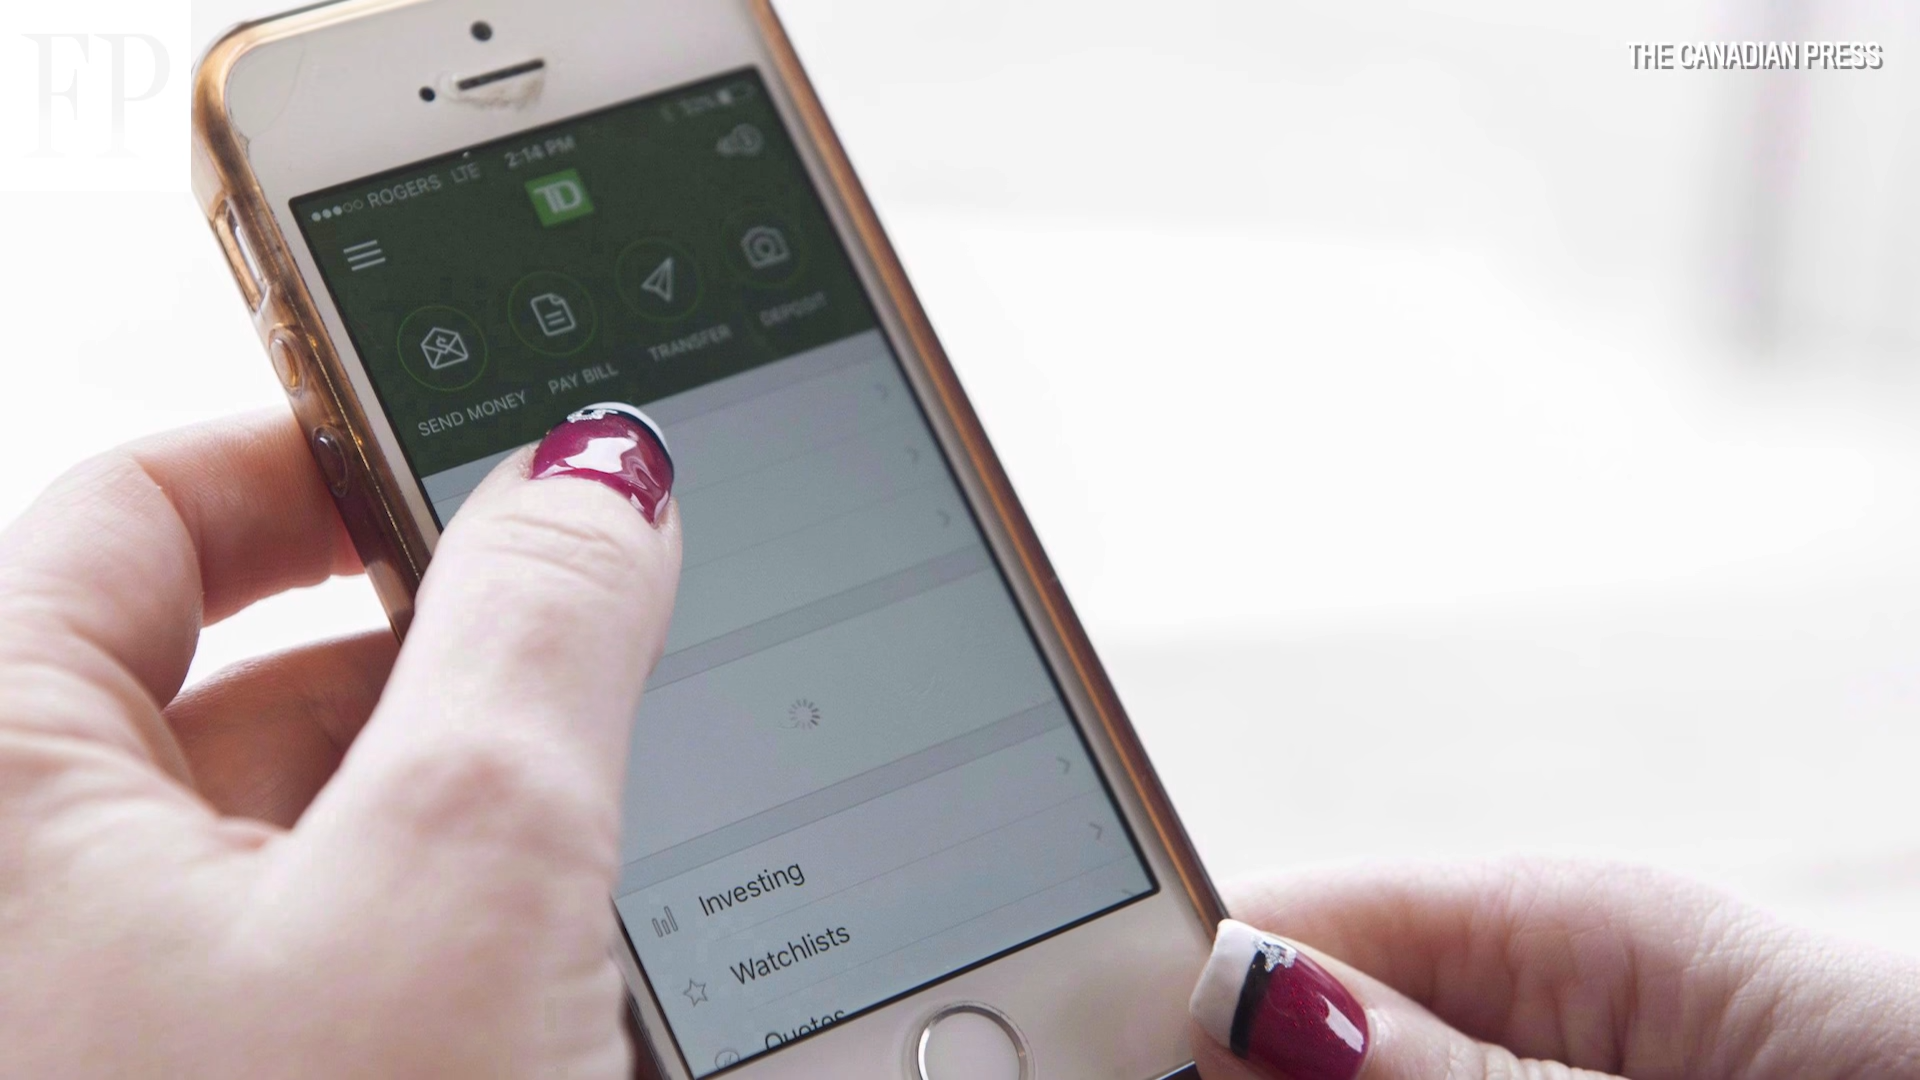 FP
THE CANADIAN PRESS
ROGERS LTE 2:14 PM
TD
SEND MONEY PAY BILL TRANSFER DEPOSIT
Investing
Watchlists
Quotes